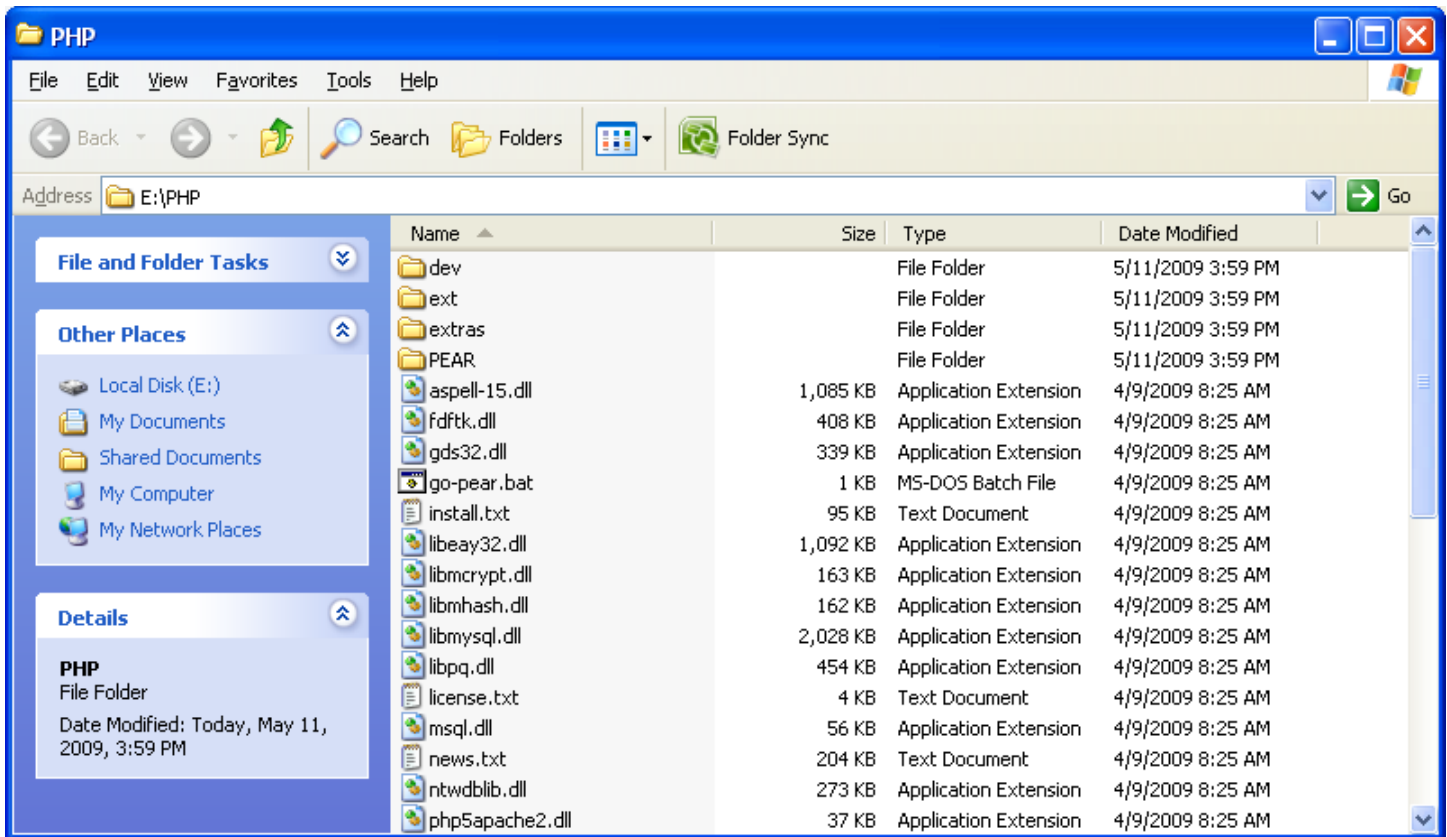 PHP
File Edit View Favorites Tools Help
Back Search Folders Folder Sync
Address E:\PHP Go
File and Folder Tasks
Other Places
Local Disk (E:)
My Documents
Shared Documents
My Computer
My Network Places
Details
PHP
File Folder
Date Modified: Today, May 11,
2009, 3:59 PM
Name Size Type Date Modified
dev File Folder 5/11/2009 3:59 PM
ext File Folder 5/11/2009 3:59 PM
extras File Folder 5/11/2009 3:59 PM
PEAR File Folder 5/11/2009 3:59 PM
aspell-15.dll 1,085 KB Application Extension 4/9/2009 8:25 AM
fdftk.dll 408 KB Application Extension 4/9/2009 8:25 AM
gds32.dll 339 KB Application Extension 4/9/2009 8:25 AM
go-pear.bat 1 KB MS-DOS Batch File 4/9/2009 8:25 AM
install.txt 95 KB Text Document 4/9/2009 8:25 AM
libeay32.dll 1,092 KB Application Extension 4/9/2009 8:25 AM
libmcrypt.dll 163 KB Application Extension 4/9/2009 8:25 AM
libmhash.dll 162 KB Application Extension 4/9/2009 8:25 AM
libmysql.dll 2,028 KB Application Extension 4/9/2009 8:25 AM
libpq.dll 454 KB Application Extension 4/9/2009 8:25 AM
license.txt 4 KB Text Document 4/9/2009 8:25 AM
msql.dll 56 KB Application Extension 4/9/2009 8:25 AM
news.txt 204 KB Text Document 4/9/2009 8:25 AM
ntwdblib.dll 273 KB Application Extension 4/9/2009 8:25 AM
php5apache2.dll 37 KB Application Extension 4/9/2009 8:25 AM